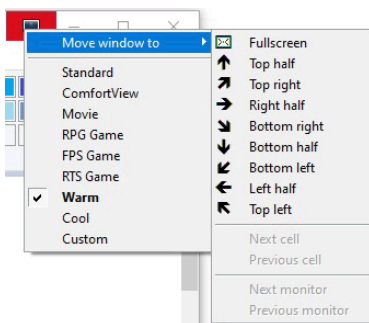 Move window to
Standard
ComfortView
Movie
RPG Game
FPS Game
RTS Game
Warm
Cool
Custom
Fullscreen
Top half
Top right
Right half
Bottom right
Bottom half
Bottom left
Left half
Top left
Next cell
Previous cell
Next monitor
Previous monitor